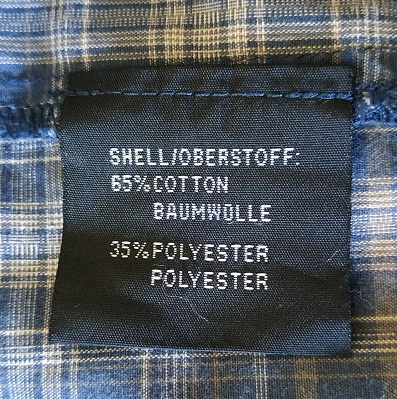 SHELL/OBERSTOFF:
65% COTTON
BAUMWOLLE
35% POLYESTER
POLYESTER